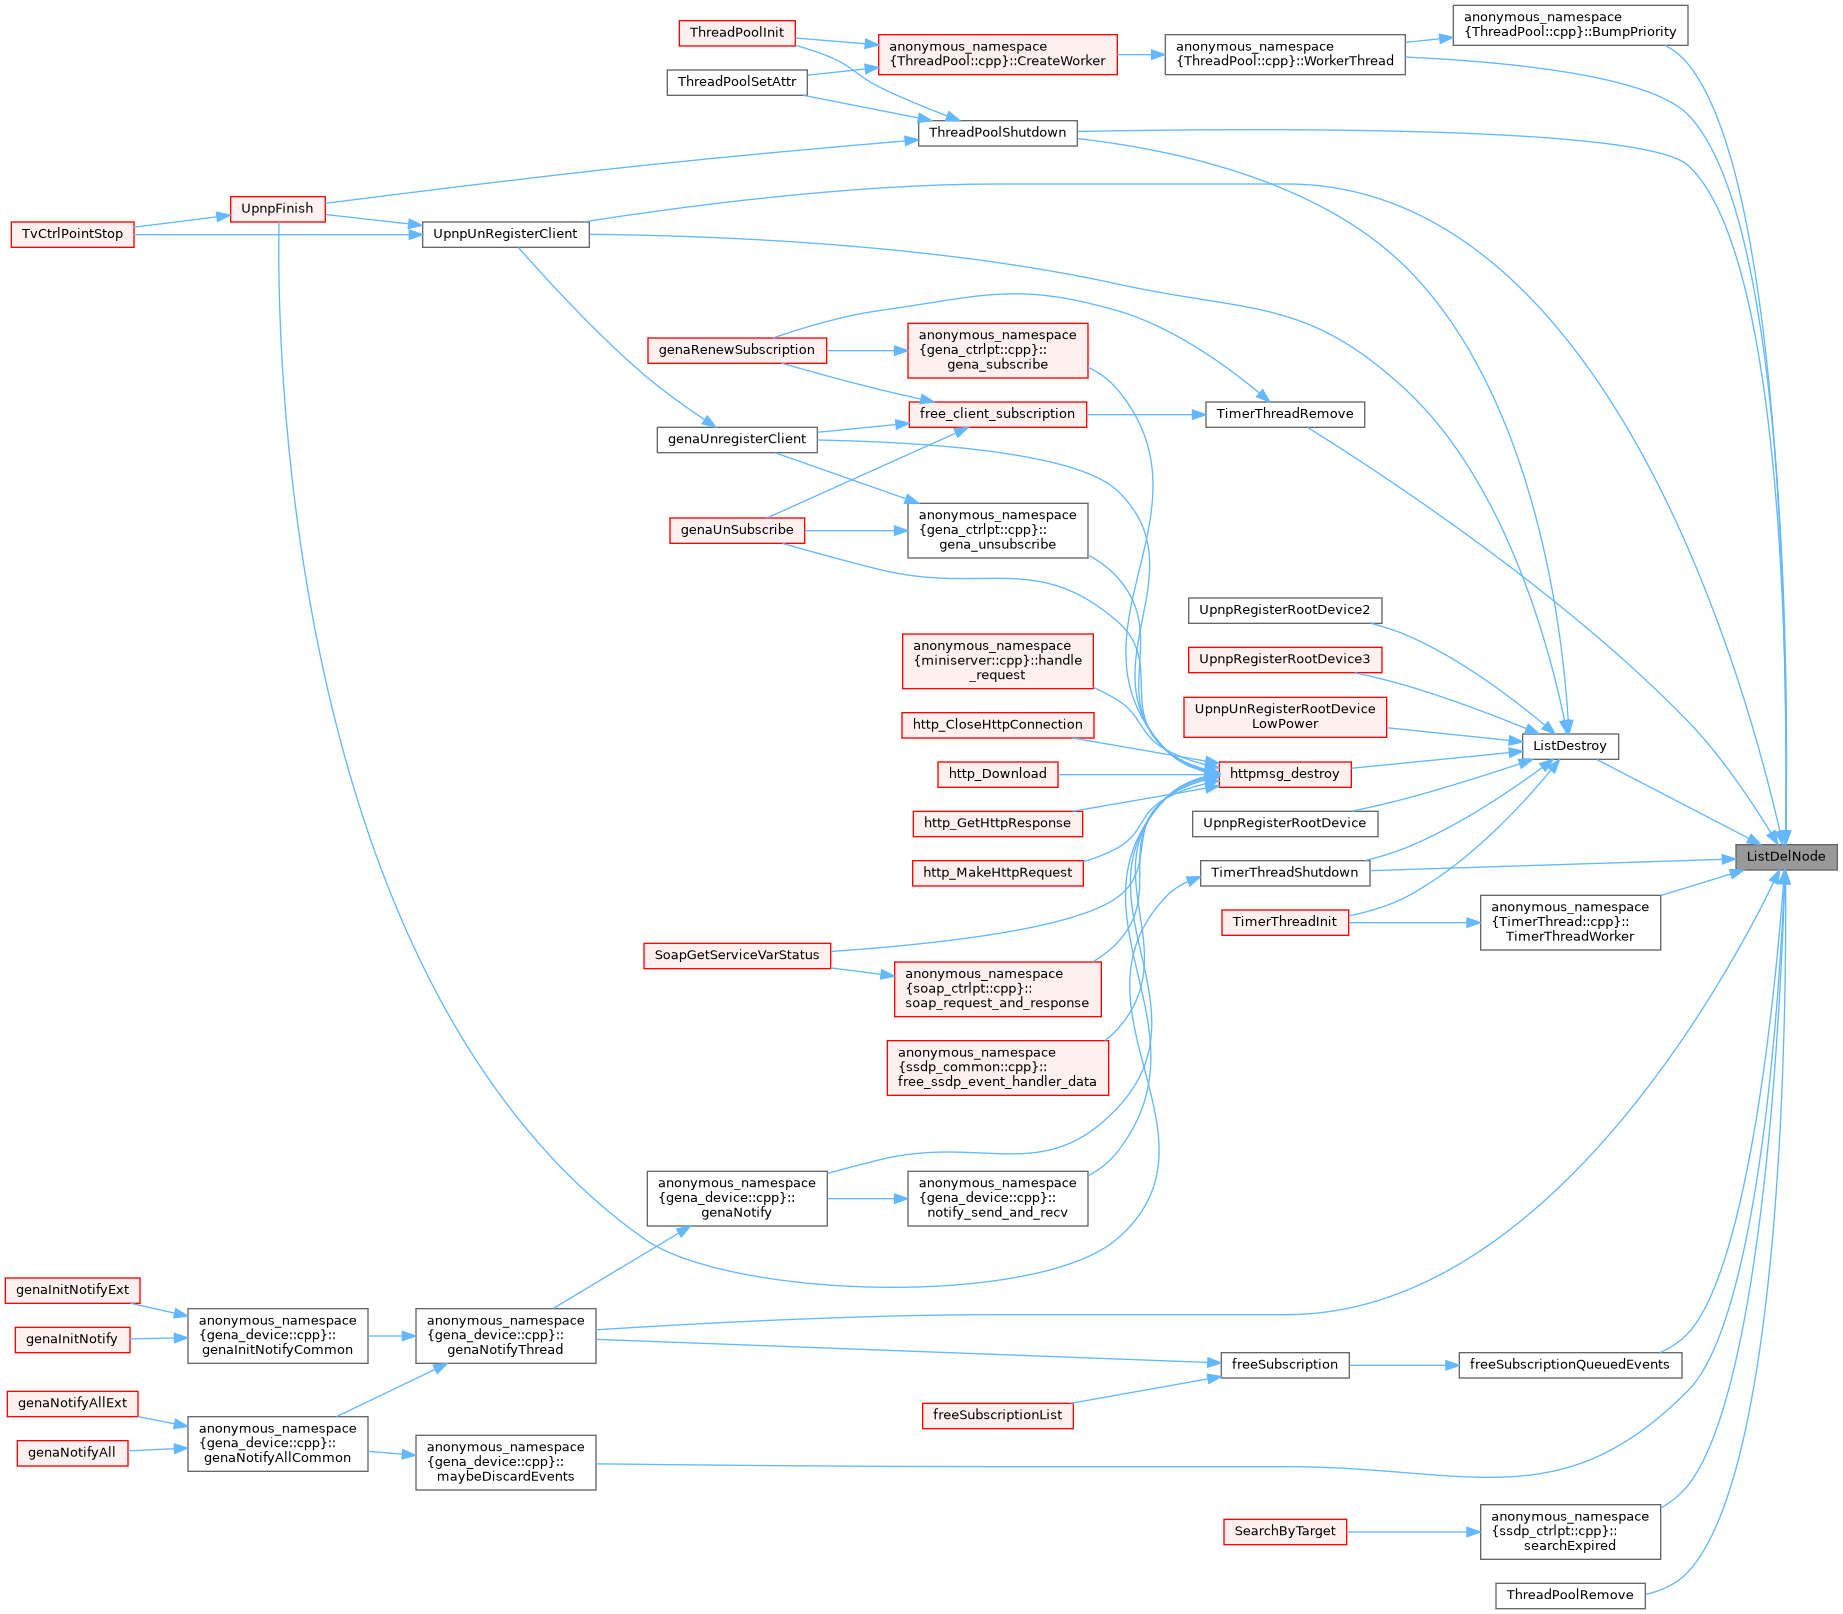 anonymous_namespace
{ThreadPool::cpp}::BumpPriority
ThreadPoolInit
anonymous_namespace
{ThreadPool::cpp}::CreateWorker
anonymous_namespace
{ThreadPool::cpp}::WorkerThread
ThreadPoolSetAttr
ThreadPoolShutdown
UpnpFinish
TvCtrlPointStop
UpnpUnRegisterClient
genaRenewSubscription
anonymous_namespace
{gena_ctrlpt::cpp}::
gena_subscribe
free_client_subscription
TimerThreadRemove
genaUnregisterClient
genaUnSubscribe
anonymous_namespace
{gena_ctrlpt::cpp}::
gena_unsubscribe
UpnpRegisterRootDevice2
anonymous_namespace
{miniserver::cpp}::handle
_request
UpnpRegisterRootDevice3
UpnpUnRegisterRootDevice
LowPower
http_CloseHttpConnection
ListDestroy
http_Download
httpmsg_destroy
http_GetHttpResponse
UpnpRegisterRootDevice
ListDelNode
http_MakeHttpRequest
TimerThreadShutdown
TimerThreadInit
anonymous_namespace
{TimerThread::cpp}::
TimerThreadWorker
SoapGetServiceVarStatus
anonymous_namespace
{soap_ctrlpt::cpp}::
soap_request_and_response
anonymous_namespace
{ssdp_common::cpp}::
free_ssdp_event_handler_data
anonymous_namespace
{gena_device::cpp}::
genaNotify
anonymous_namespace
{gena_device::cpp}::
notify_send_and_recv
genaInitNotifyExt
genaInitNotify
anonymous_namespace
{gena_device::cpp}::
genaInitNotifyCommon
anonymous_namespace
{gena_device::cpp}::
genaNotifyThread
freeSubscription
freeSubscriptionQueuedEvents
genaNotifyAllExt
genaNotifyAll
anonymous_namespace
{gena_device::cpp}::
genaNotifyAllCommon
anonymous_namespace
{gena_device::cpp}::
maybeDiscardEvents
freeSubscriptionList
SearchByTarget
anonymous_namespace
{ssdp_ctrlpt::cpp}::
searchExpired
ThreadPoolRemove